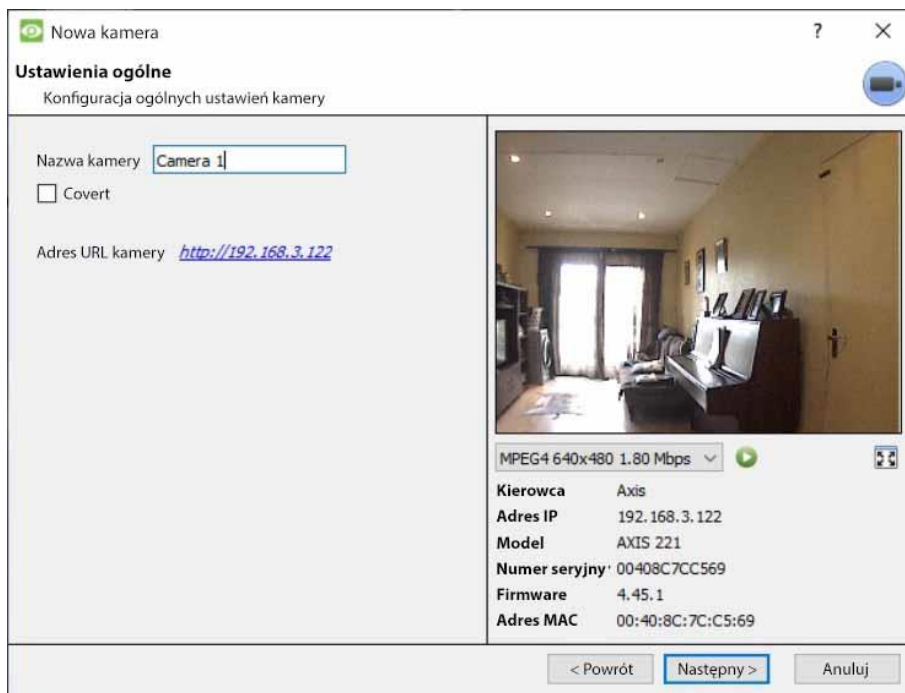 Nowa kamera
?
Ustawienia ogólne
Konfiguracja ogólnych ustawień kamery
Nazwa kamery Camera 1
Covert
Adres URL kamery http://192.168.3.122
MPEG4 640x480 1.80 Mbps
Kierowca Axis
Adres IP 192.168.3.122
Model AXIS 221
Numer seryjny 00408C7CC569
Firmware 4.45.1
Adres MAC 00:40:8C:7C:C5:69
< Powrót Następny > Anuluj